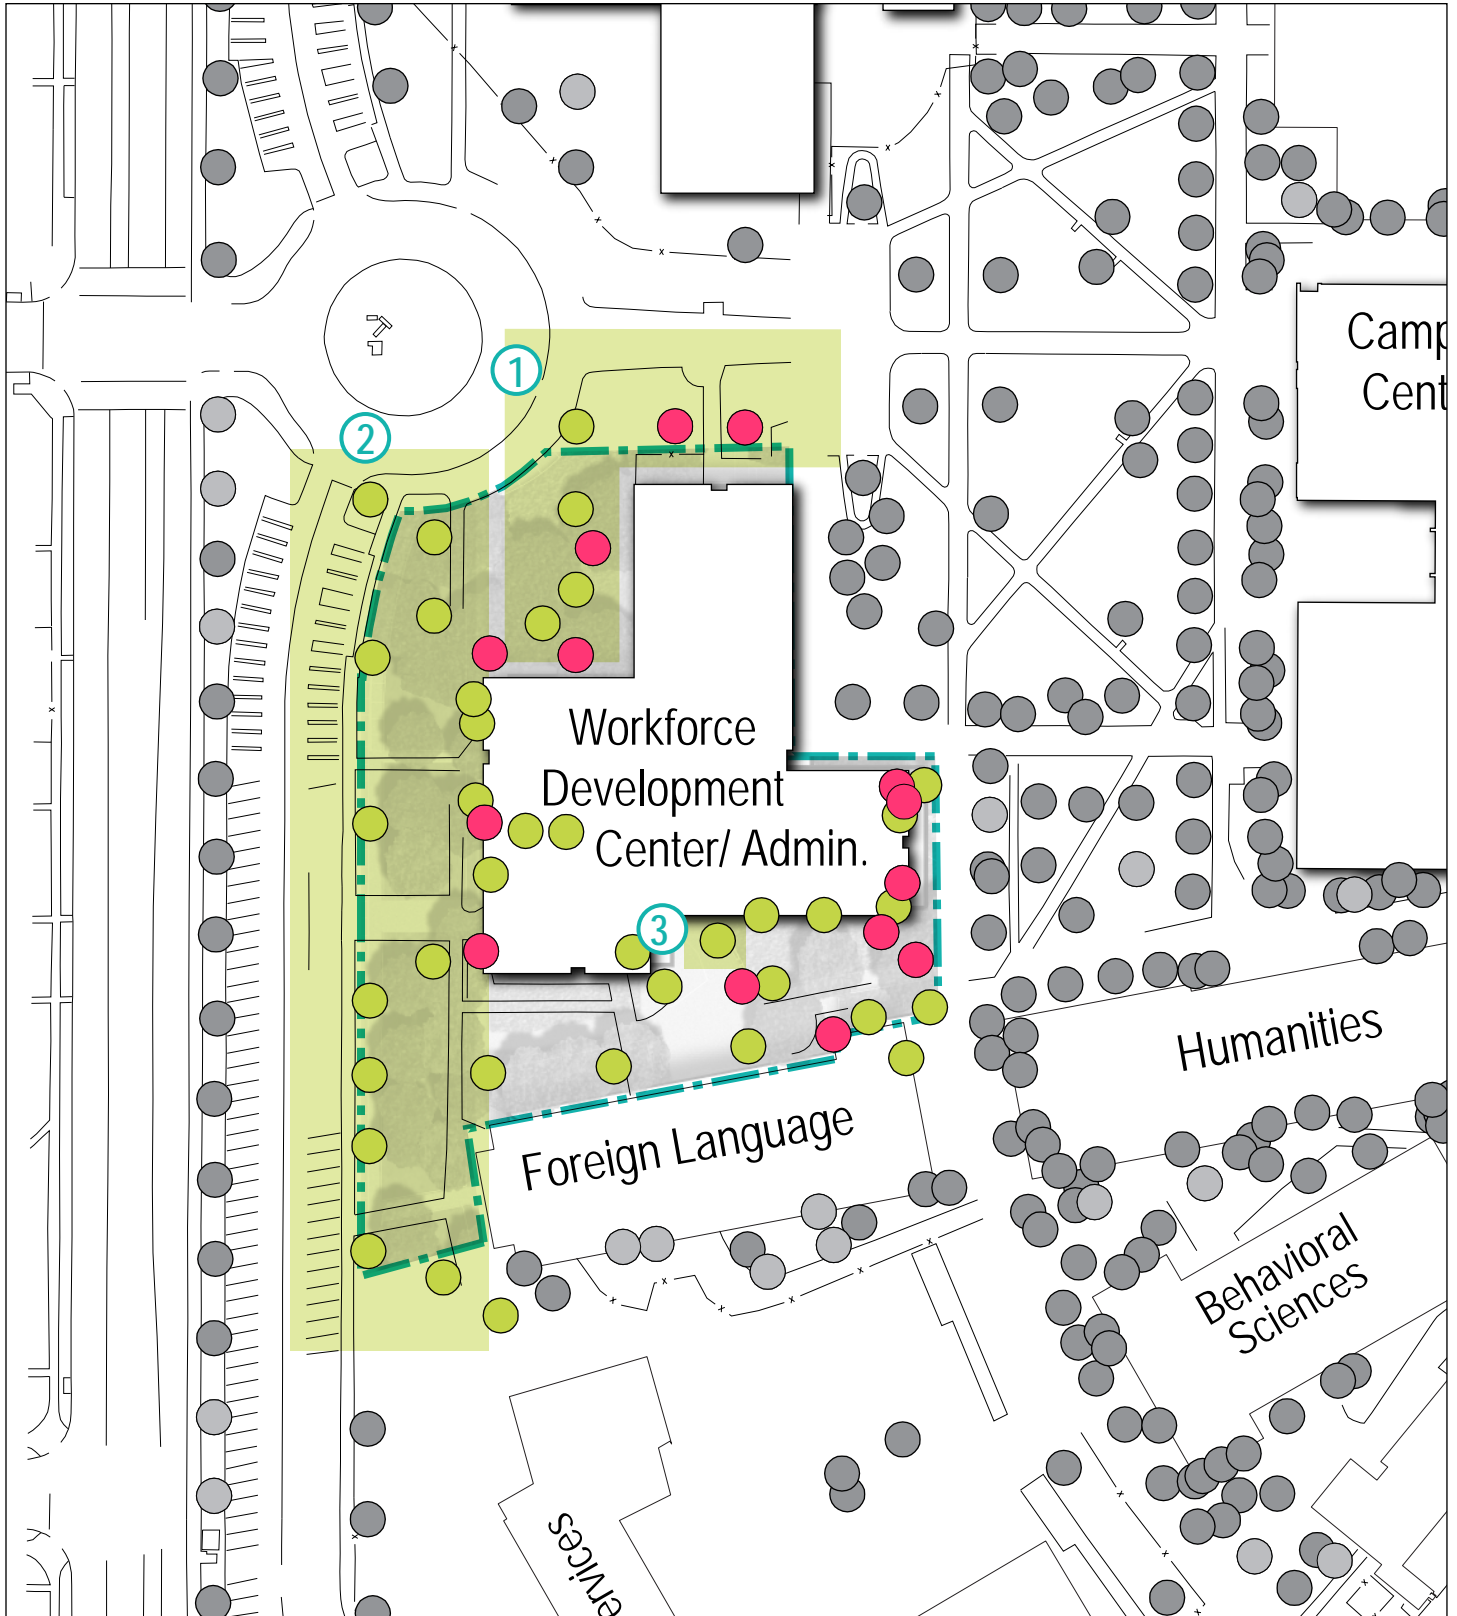 Camp
Cent
1
2
Workforce
Development
Center/ Admin.
3
Humanities
Foreign Language
Behavioral
Sciences
ervices